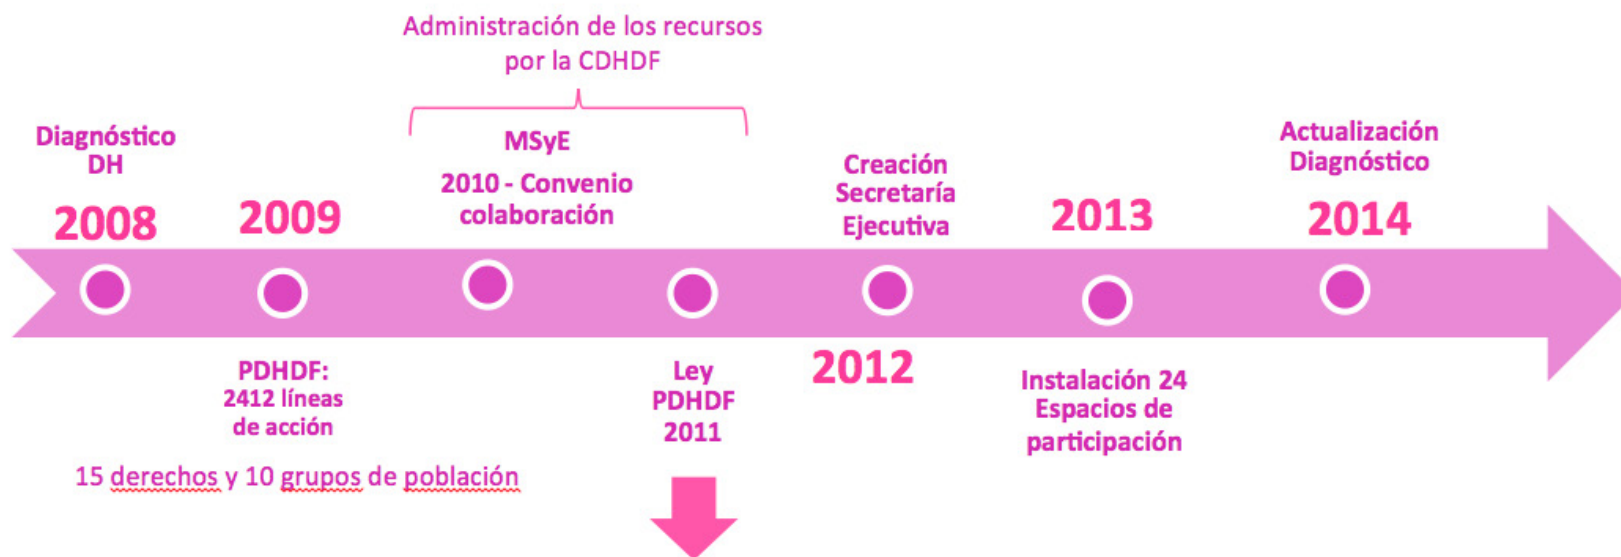 Administración de los recursos
por la CDHDF
Diagnóstico
DH
2008
2009
MSyE
2010 - Convenio
colaboración
Creación
Secretaría
Ejecutiva
2013
Actualización
Diagnóstico
2014
PDHDF:
2412 líneas
de acción
15 derechos y 10 grupos de población
Ley
PDHDF
2011
2012
Instalación 24
Espacios de
participación